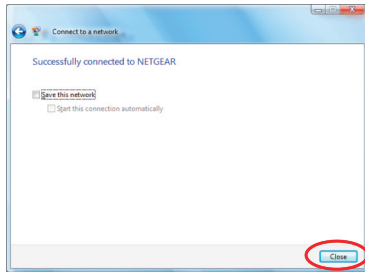 Connect to a network
Successfully connected to NETGEAR
Save this network
Start this connection automatically
Close